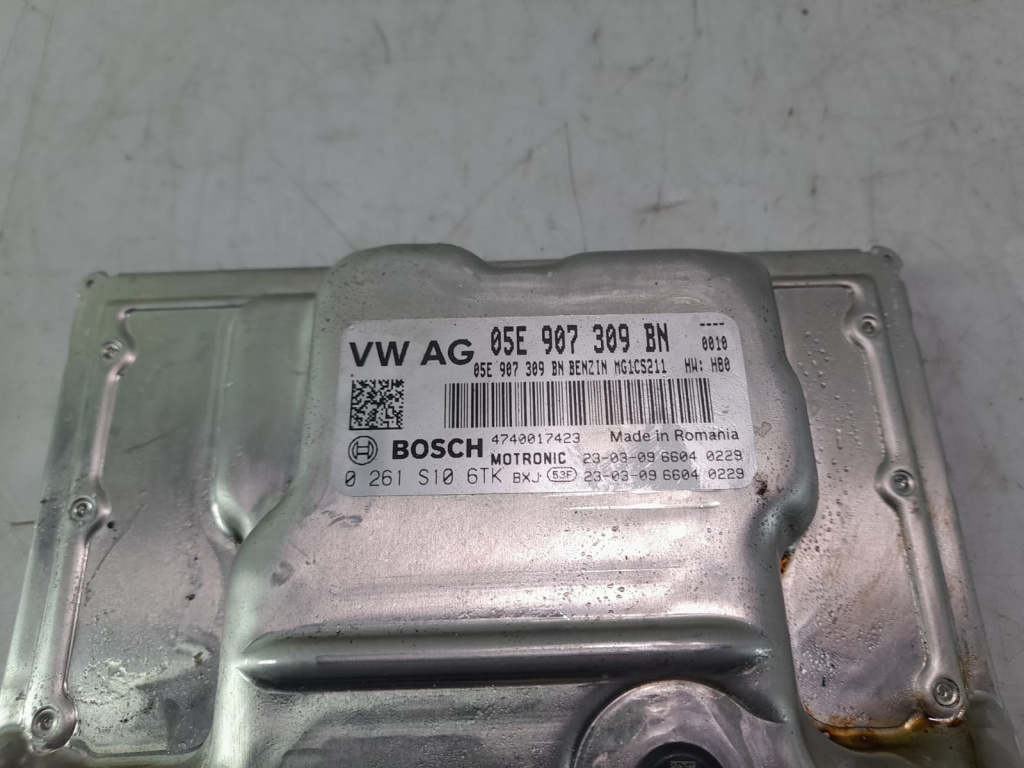 VW AG 05E 907 309 BN ----
0010
05E 907 309 BN BENZIN MG1CS211 HW: HB0
BOSCH 4740017423 Made in Romania
MOTRONIC 23-03-09 6604 0229
0 261 S10 6TK BXJ 53F 23-03-09 6604 0229